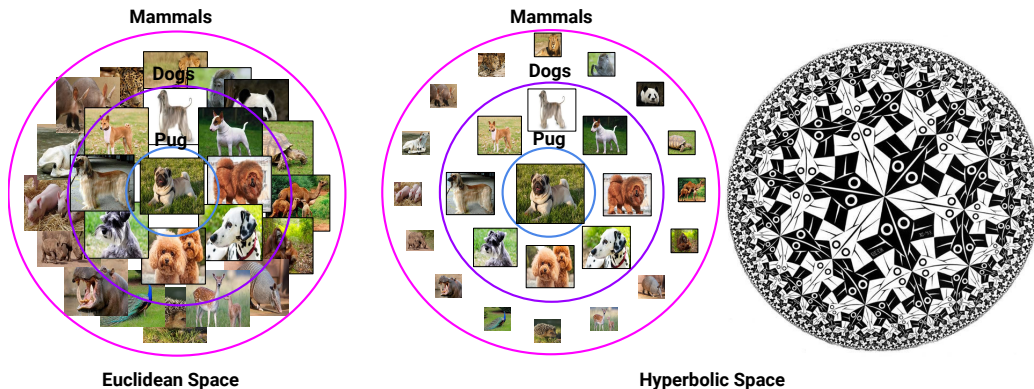 Mammals
Dogs
Pug
Euclidean Space
Mammals
Dogs
Pug
Hyperbolic Space